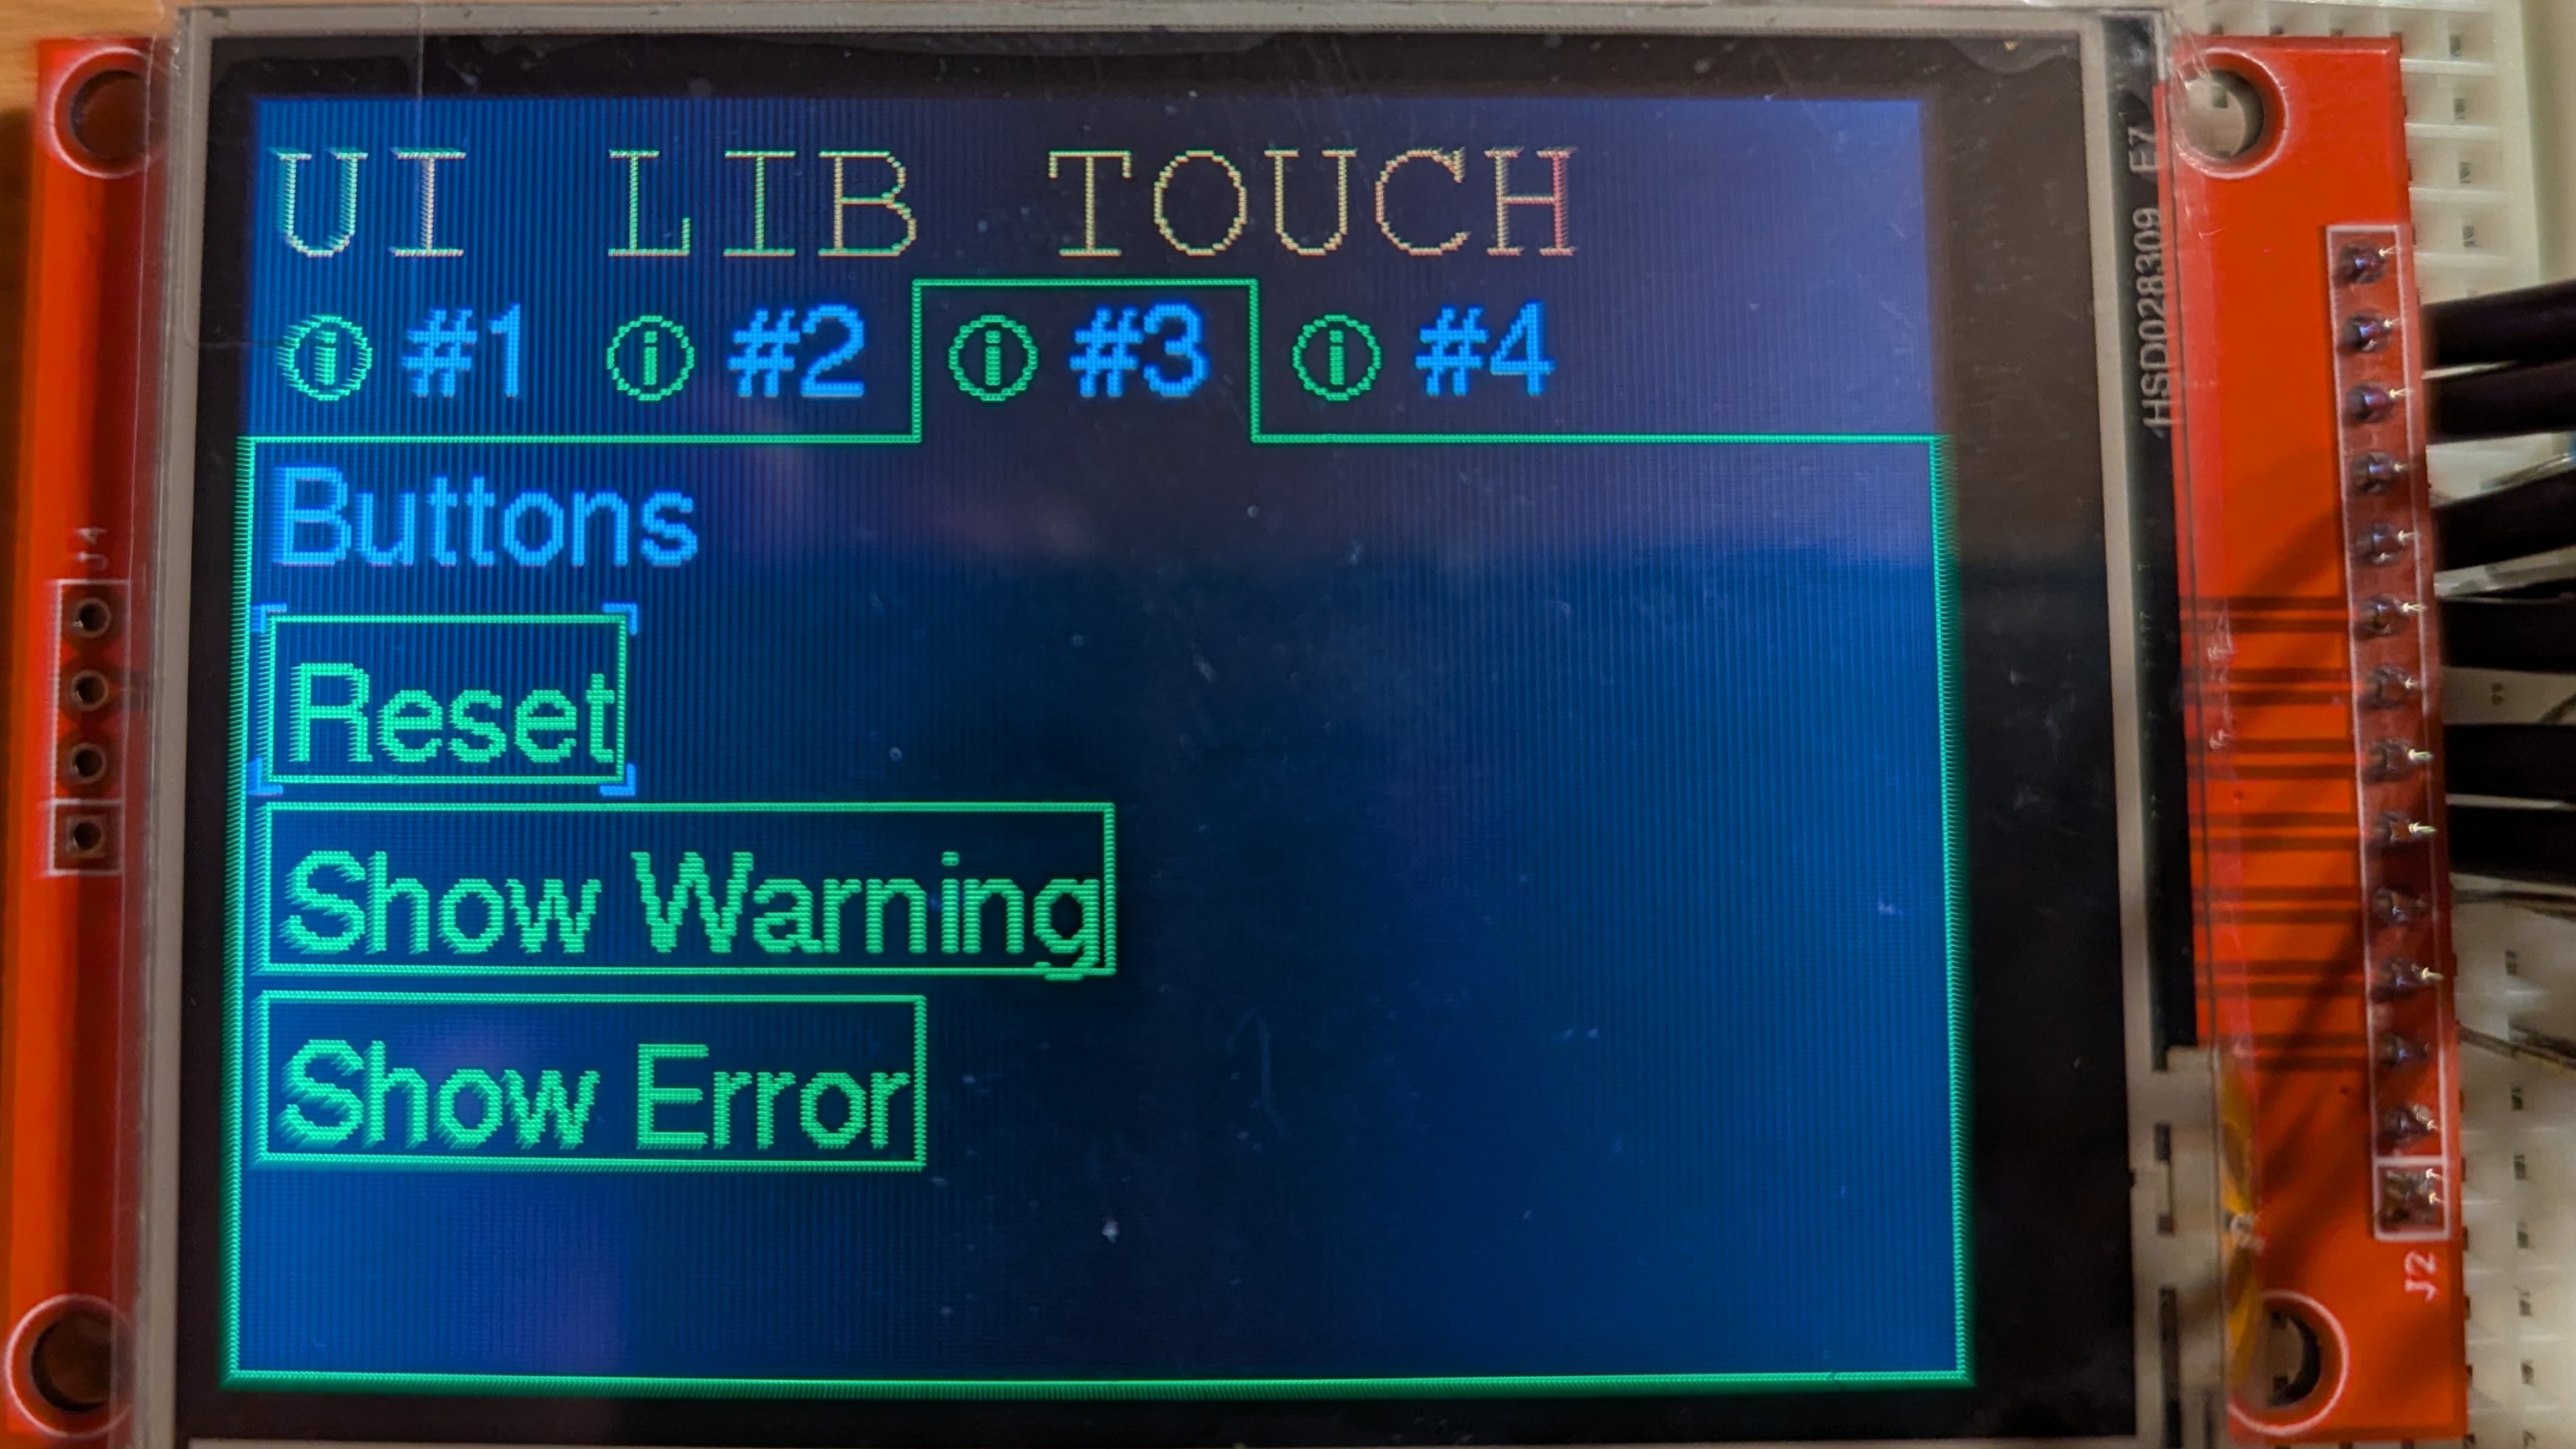 UI LIB TOUCH
#1 #2 #3 #4
Buttons
Reset
Show Warning
Show Error
J4
HSD028309 E7
J2